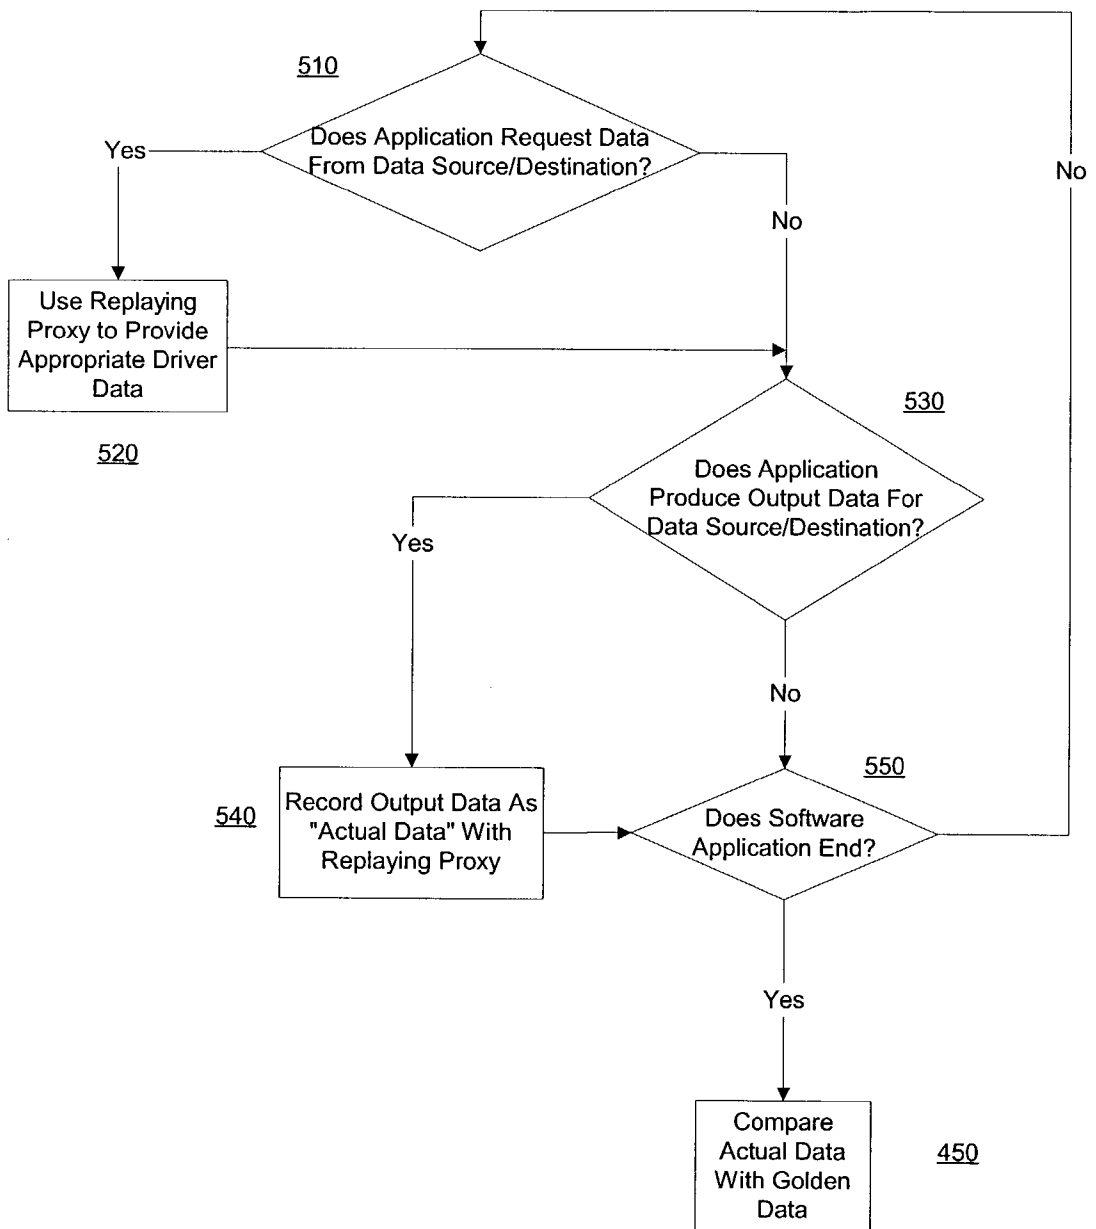 510
Does Application Request Data
From Data Source/Destination?
Yes
No
No
Use Replaying
Proxy to Provide
Appropriate Driver
Data
520
530
Does Application
Produce Output Data For
Data Source/Destination?
Yes
No
550
540
Record Output Data As
"Actual Data" With
Replaying Proxy
Does Software
Application End?
Yes
Compare
Actual Data
With Golden
Data
450